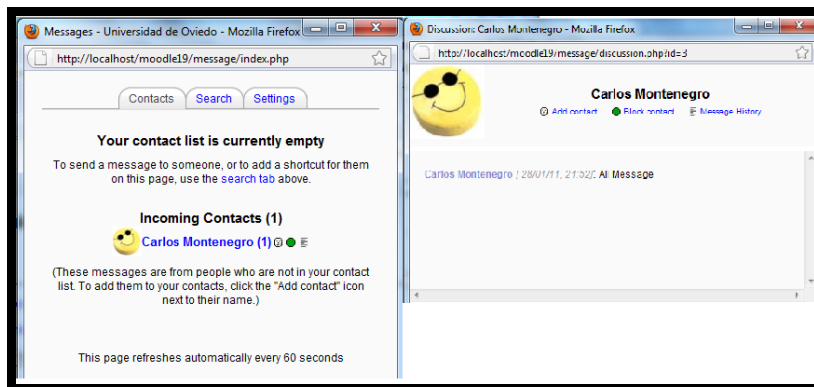 Messages - Universidad de Oviedo - Mozilla Firefox
http://localhost/moodle19/message/index.php
Contacts Search Settings
Your contact list is currently empty
To send a message to someone, or to add a shortcut for them
on this page, use the search tab above.
Incoming Contacts (1)
Carlos Montenegro (1)
(These messages are from people who are not in your contact
list. To add them to your contacts, click the "Add contact" icon
next to their name.)
This page refreshes automatically every 60 seconds
Discussion: Carlos Montenegro - Mozilla Firefox
http://localhost/moodle19/message/discussion.php?id=3
Carlos Montenegro
Add contact Block contact Message History
Carlos Montenegro [ 28/01/11, 21:52]: All Message